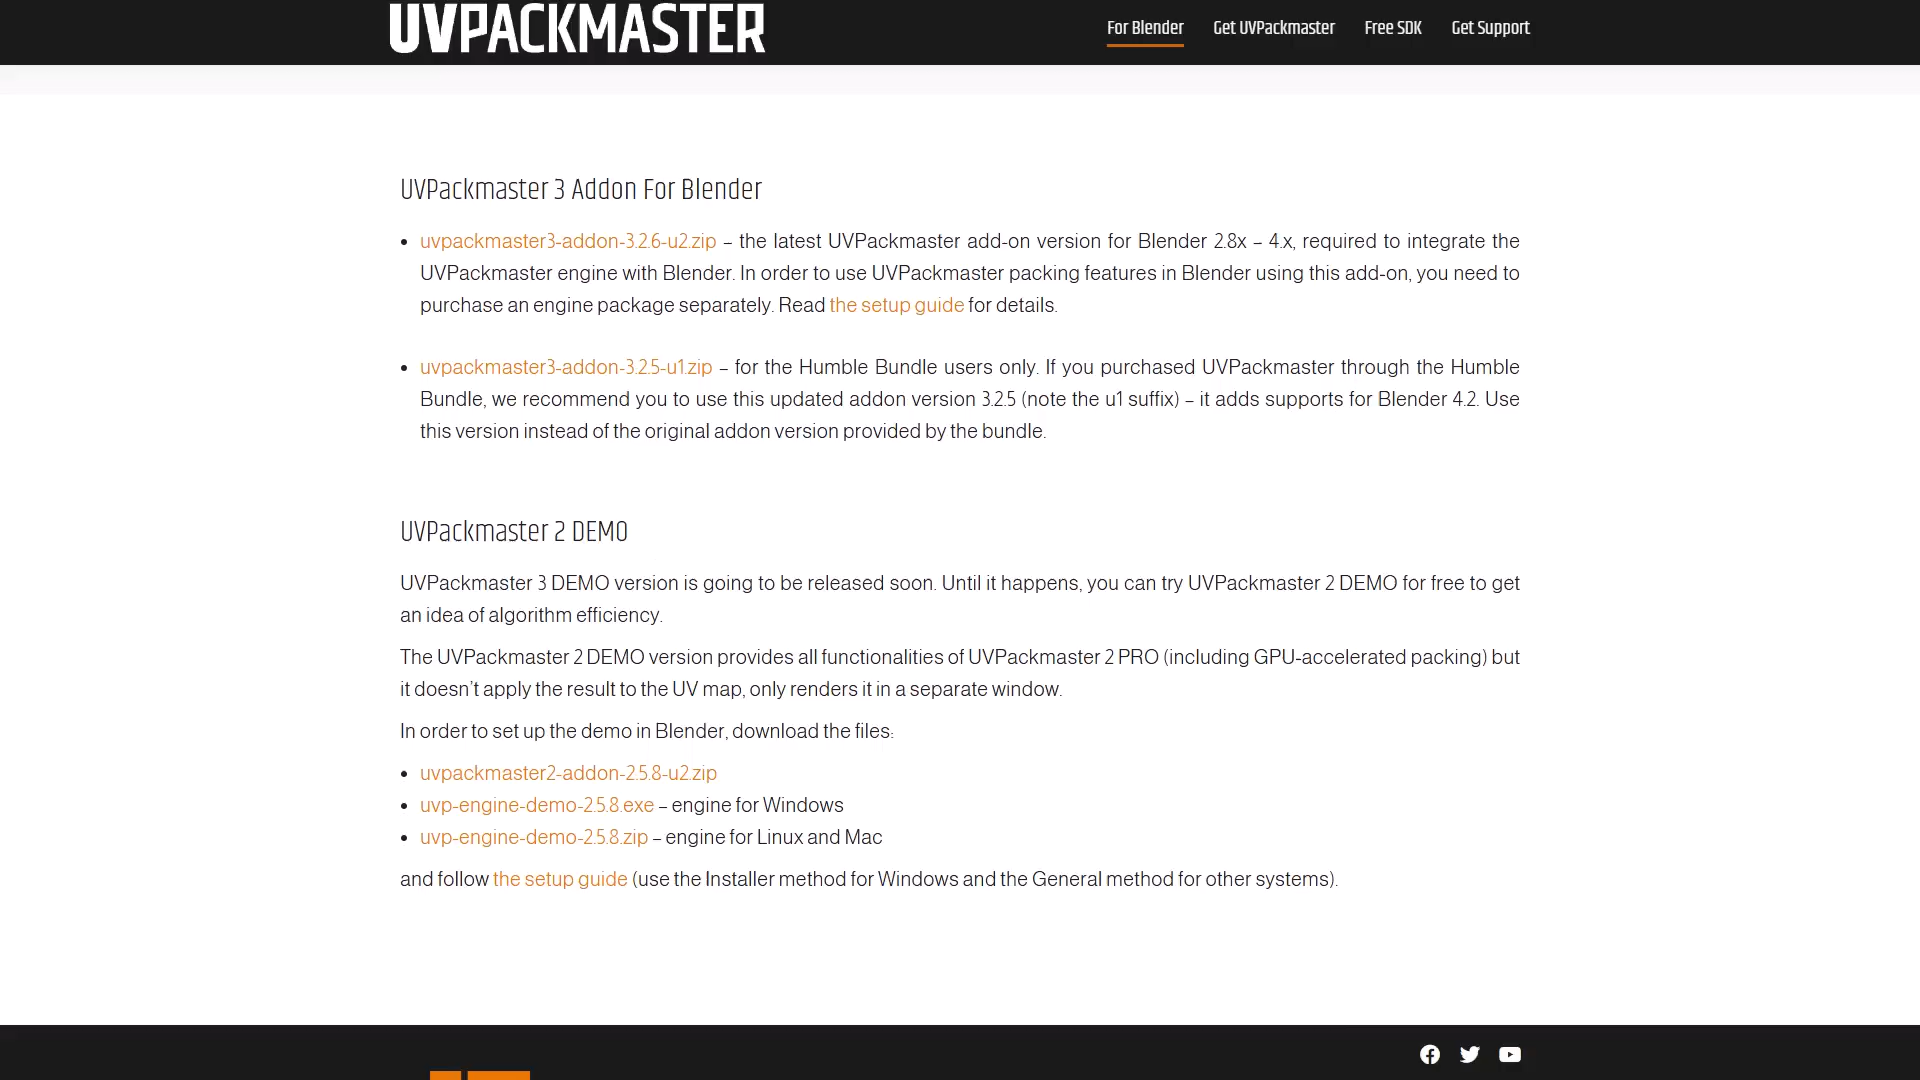 UVPACKMASTER
For Blender
Get UVPackmaster
Free SDK
Get Support
UVPackmaster 3 Addon For Blender
uvpackmaster3-addon-3.2.6-u2.zip – the latest UVPackmaster add-on version for Blender 2.8x – 4.x, required to integrate the
UVPackmaster engine with Blender. In order to use UVPackmaster packing features in Blender using this add-on, you need to
purchase an engine package separately. Read the setup guide for details.
uvpackmaster3-addon-3.2.5-u1.zip – for the Humble Bundle users only. If you purchased UVPackmaster through the Humble
Bundle, we recommend you to use this updated addon version 3.2.5 (note the u1 suffix) – it adds supports for Blender 4.2. Use
this version instead of the original addon version provided by the bundle.
UVPackmaster 2 DEMO
UVPackmaster 3 DEMO version is going to be released soon. Until it happens, you can try UVPackmaster 2 DEMO for free to get
an idea of algorithm efficiency.
The UVPackmaster 2 DEMO version provides all functionalities of UVPackmaster 2 PRO (including GPU-accelerated packing) but
it doesn't apply the result to the UV map, only renders it in a separate window.
In order to set up the demo in Blender, download the files:
uvpackmaster2-addon-2.5.8-u2.zip
uvp-engine-demo-2.5.8.exe – engine for Windows
uvp-engine-demo-2.5.8.zip – engine for Linux and Mac
and follow the setup guide (use the Installer method for Windows and the General method for other systems).